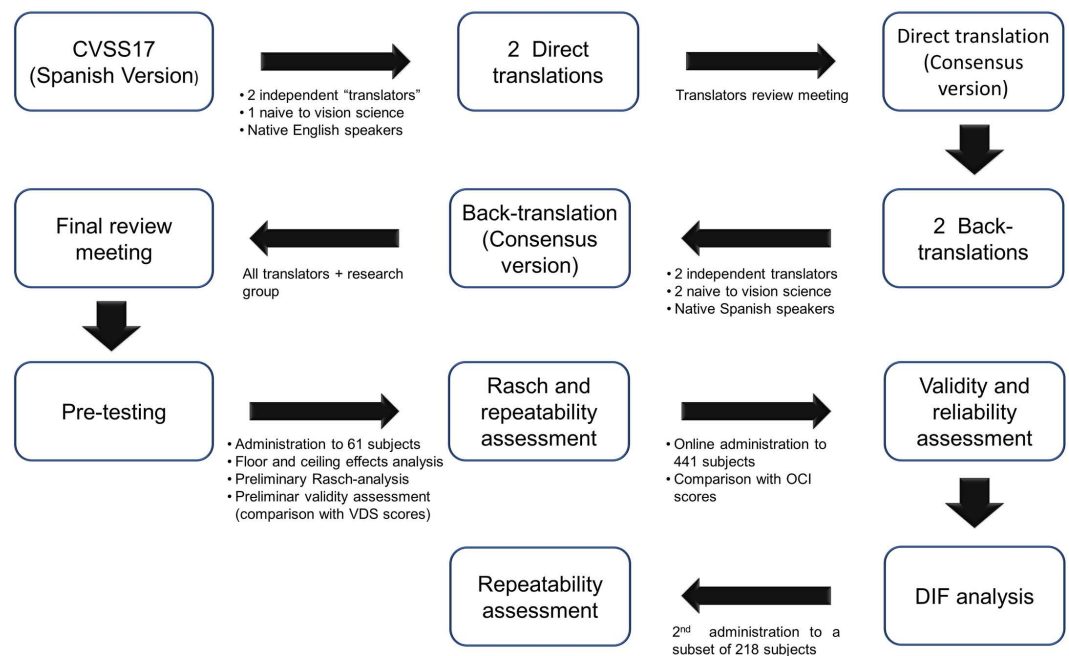 CVSS17
(Spanish Version)
• 2 independent “translators”
• 1 naive to vision science
• Native English speakers
2 Direct
translations
Translators review meeting
Direct translation
(Consensus
version)
2 Back-
translations
• 2 independent translators
• 2 naive to vision science
• Native Spanish speakers
Back-translation
(Consensus
version)
All translators + research
group
Final review
meeting
Pre-testing
• Administration to 61 subjects
• Floor and ceiling effects analysis
• Preliminary Rasch-analysis
• Preliminar validity assessment
(comparison with VDS scores)
Rasch and
repeatability
assessment
• Online administration to
441 subjects
• Comparison with OCI
scores
Validity and
reliability
assessment
DIF analysis
2nd administration to a
subset of 218 subjects
Repeatability
assessment